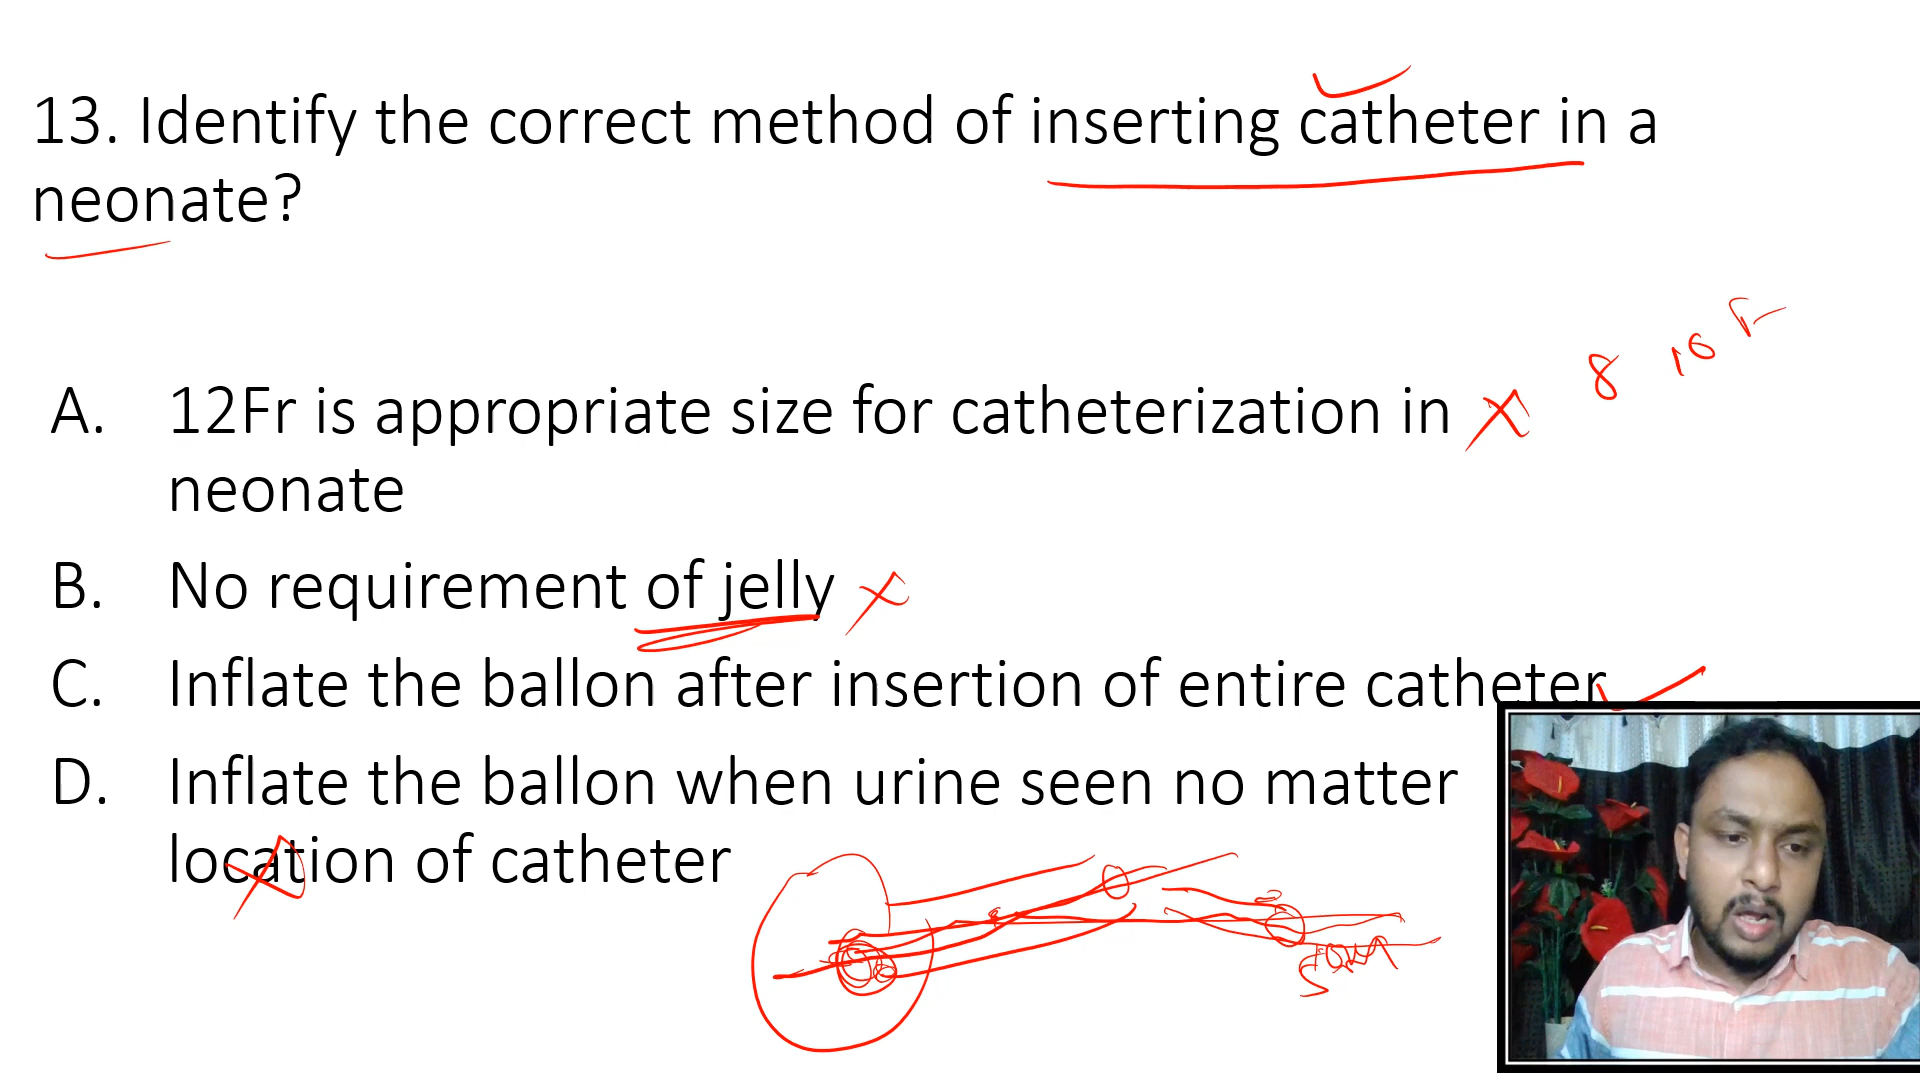 13. Identify the correct method of inserting catheter in a
neonate?
8 10 F
A. 12Fr is appropriate size for catheterization in
neonate
B. No requirement of jelly
C. Inflate the ballon after insertion of entire catheter
D. Inflate the ballon when urine seen no matter
location of catheter